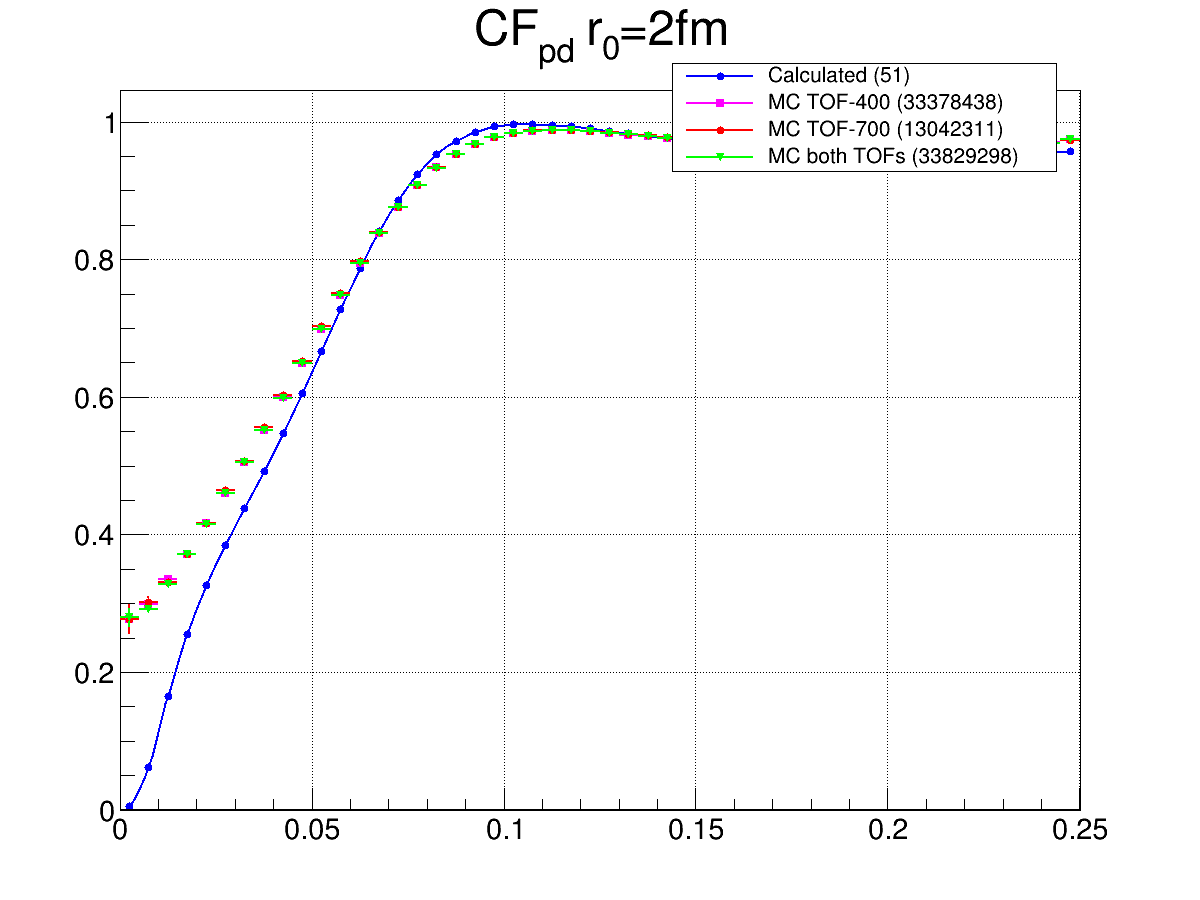 CFpd r0=2fm
Calculated (51)
MC TOF-400 (33378438)
MC TOF-700 (13042311)
MC both TOFs (33829298)
1
0.8
0.6
0.4
0.2
0
0 0.05 0.1 0.15 0.2 0.25